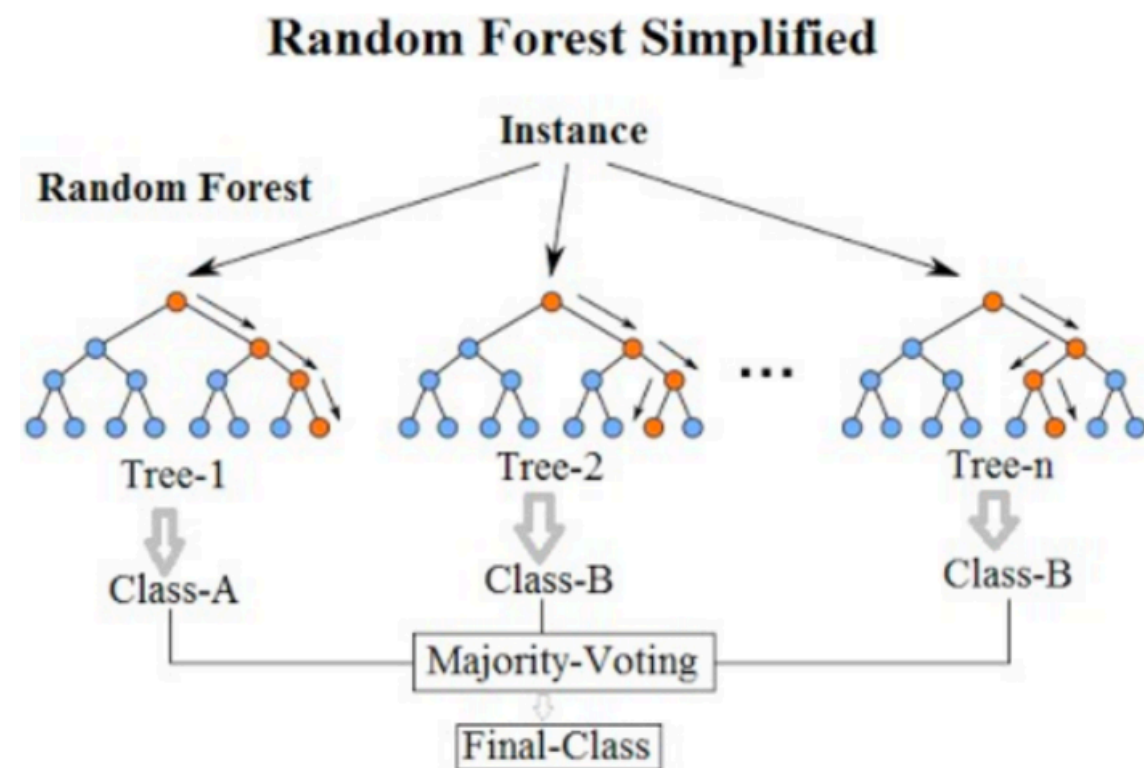 Random Forest Simplified
Instance
Random Forest
...
Tree-1
Tree-2
Tree-n
Class-A
Class-B
Class-B
Majority-Voting
Final-Class